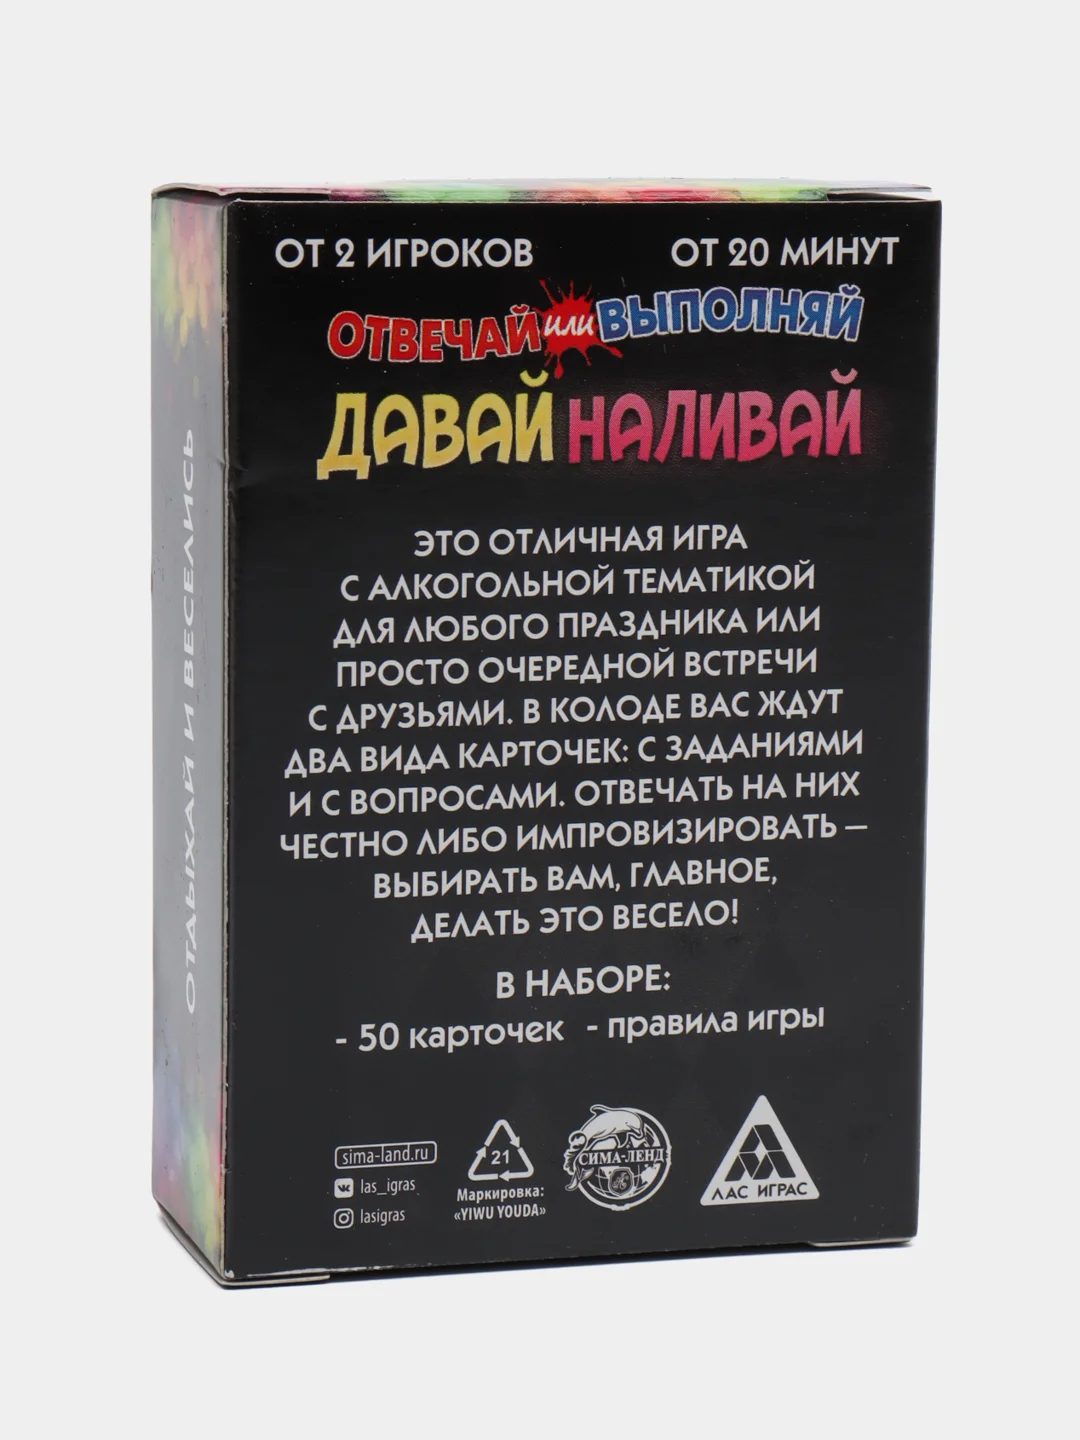 ОТ 2 ИГРОКОВ
ОТ 20 МИНУТ
ОТВЕЧАЙ ИЛИ ВЫПОЛНЯЙ
ДАВАЙ НАЛИВАЙ
ЭТО ОТЛИЧНАЯ ИГРА
С АЛКОГОЛЬНОЙ ТЕМАТИКОЙ
ДЛЯ ЛЮБОГО ПРАЗДНИКА ИЛИ
ПРОСТО ОЧЕРЕДНОЙ ВСТРЕЧИ
С ДРУЗЬЯМИ. В КОЛОДЕ ВАС ЖДУТ
ДВА ВИДА КАРТОЧЕК: С ЗАДАНИЯМИ
И С ВОПРОСАМИ. ОТВЕЧАТЬ НА НИХ
ЧЕСТНО ЛИБО ИМПРОВИЗИРОВАТЬ –
ВЫБИРАТЬ ВАМ, ГЛАВНОЕ,
ДЕЛАТЬ ЭТО ВЕСЕЛО!
В НАБОРЕ:
- 50 карточек - правила игры
sima-land.ru
las_igras
lasigras
21
Маркировка:
«YIWU YOUDA»
СИМА-ЛЕНД
ЛАС ИГРАС
ОТДЫХАЙ И ВЕСЕЛИСЬ